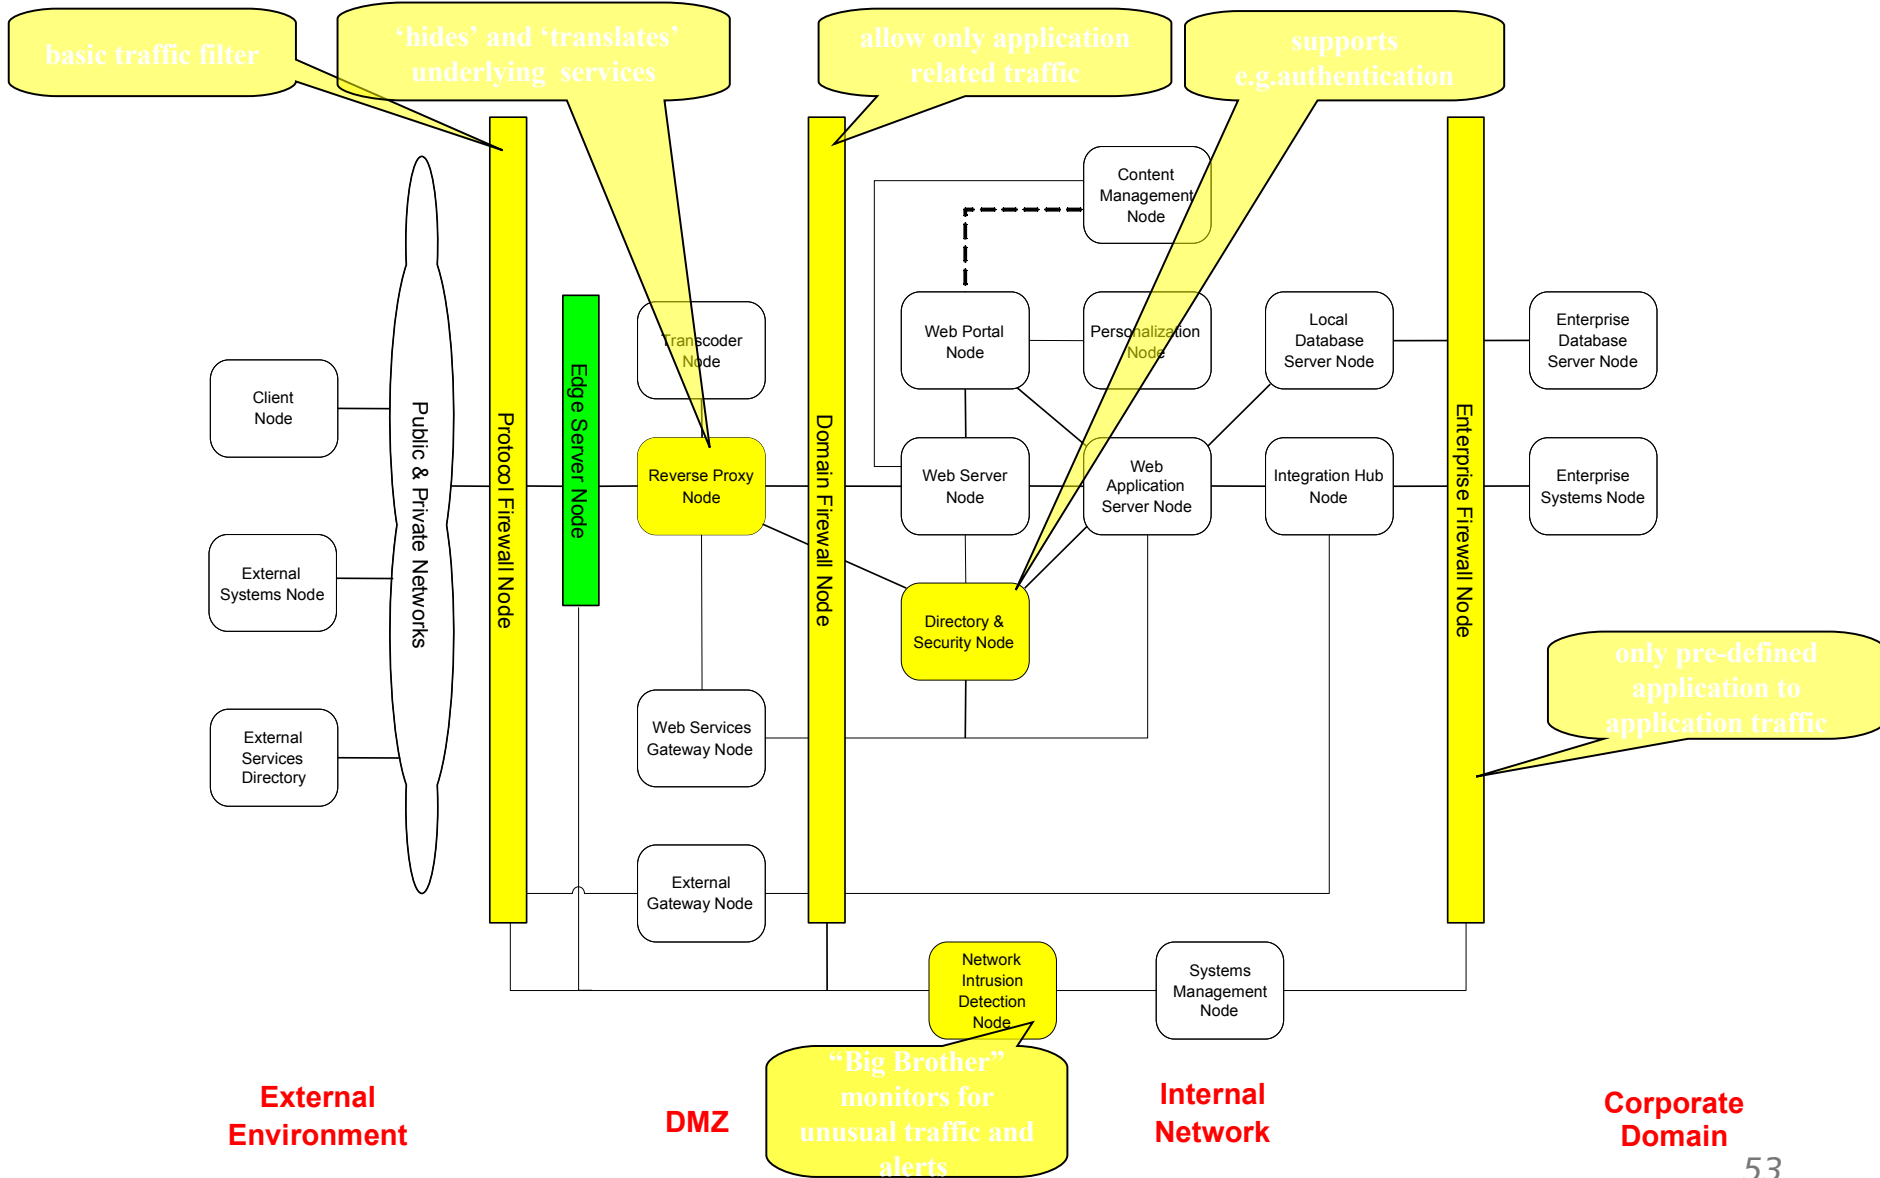 basic traffic filter
‘hides’ and ‘translates’
underlying services
allow only application
related traffic
supports
e.g.authentication
Content
Management
Node
Transcoder
Node
Web Portal
Node
Personalization
Node
Local
Database
Server Node
Enterprise
Database
Server Node
Client
Node
Public & Private Networks
Protocol Firewall Node
Edge Server Node
Reverse Proxy
Node
Domain Firewall Node
Web Server
Node
Web
Application
Server Node
Integration Hub
Node
Enterprise Firewall Node
Enterprise
Systems Node
External
Systems Node
Directory &
Security Node
only pre-defined
application to
application traffic
External
Services
Directory
Web Services
Gateway Node
External
Gateway Node
Network
Intrusion
Detection
Node
Systems
Management
Node
“Big Brother”
monitors for
unusual traffic and
alerts
External
Environment
DMZ
Internal
Network
Corporate
Domain
53